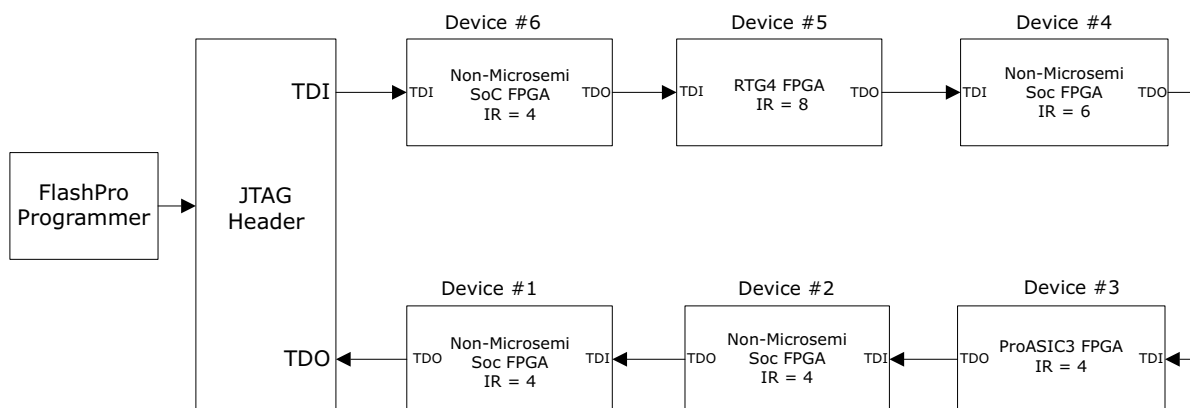 Device #6
Device #5
Device #4
TDI
TDI
Non-Microsemi
SoC FPGA
IR = 4
TDO
TDI
RTG4 FPGA
IR = 8
TDO
TDI
Non-Microsemi
Soc FPGA
IR = 6
TDO
FlashPro
Programmer
JTAG
Header
Device #1
Device #2
Device #3
TDO
TDO
Non-Microsemi
Soc FPGA
IR = 4
TDI
TDO
Non-Microsemi
Soc FPGA
IR = 4
TDI
TDO
ProASIC3 FPGA
IR = 4
TDI